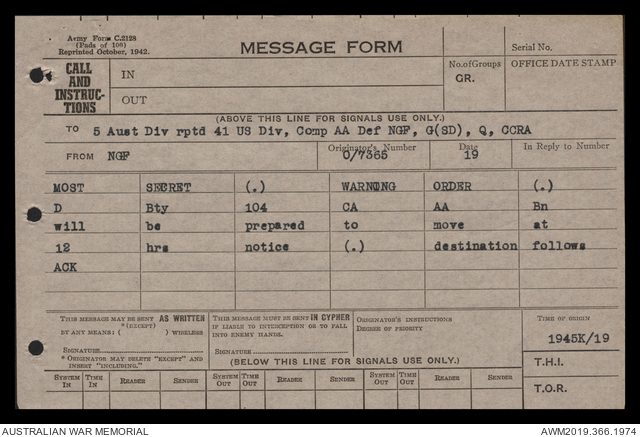 Army Form C.2128
(Pads of 100)
Reprinted October, 1942.
MESSAGE FORM
Serial No.
CALL
AND
INSTRUC-
TIONS
IN
OUT
No. of Groups
GR.
OFFICE DATE STAMP
(ABOVE THIS LINE FOR SIGNALS USE ONLY.)
TO 5 Aust Div rptd 41 US Div, Comp AA Def NGF, G(SD), Q, CCRA
FROM NGF
Originator's Number
O/7365
Date
19
In Reply to Number
MOST SECRET (.) WARNING ORDER (.)
D Bty 104 CA AA Bn
will be prepared to move at
12 hrs notice (.) destination follows
ACK
THIS MESSAGE MAY BE SENT AS WRITTEN
*(EXCEPT)
BY ANY MEANS: ( ) WIRELESS
SIGNATURE
* ORIGINATOR MAY DELETE "EXCEPT" AND
INSERT "INCLUDING."
THIS MESSAGE MUST BE SENT IN CYPHER
IF LIABLE TO INTERCEPTION OR TO FALL
INTO ENEMY HANDS.
SIGNATURE
ORIGINATOR'S INSTRUCTIONS
DEGREE OF PRIORITY
TIME OF ORIGIN
1945K/19
(BELOW THIS LINE FOR SIGNALS USE ONLY.)
T.H.I.
SYSTEM IN TIME IN READER SENDER SYSTEM OUT TIME OUT READER SENDER SYSTEM OUT TIME OUT READER SENDER
T.O.R.
AUSTRALIAN WAR MEMORIAL
AWM2019.366.1974